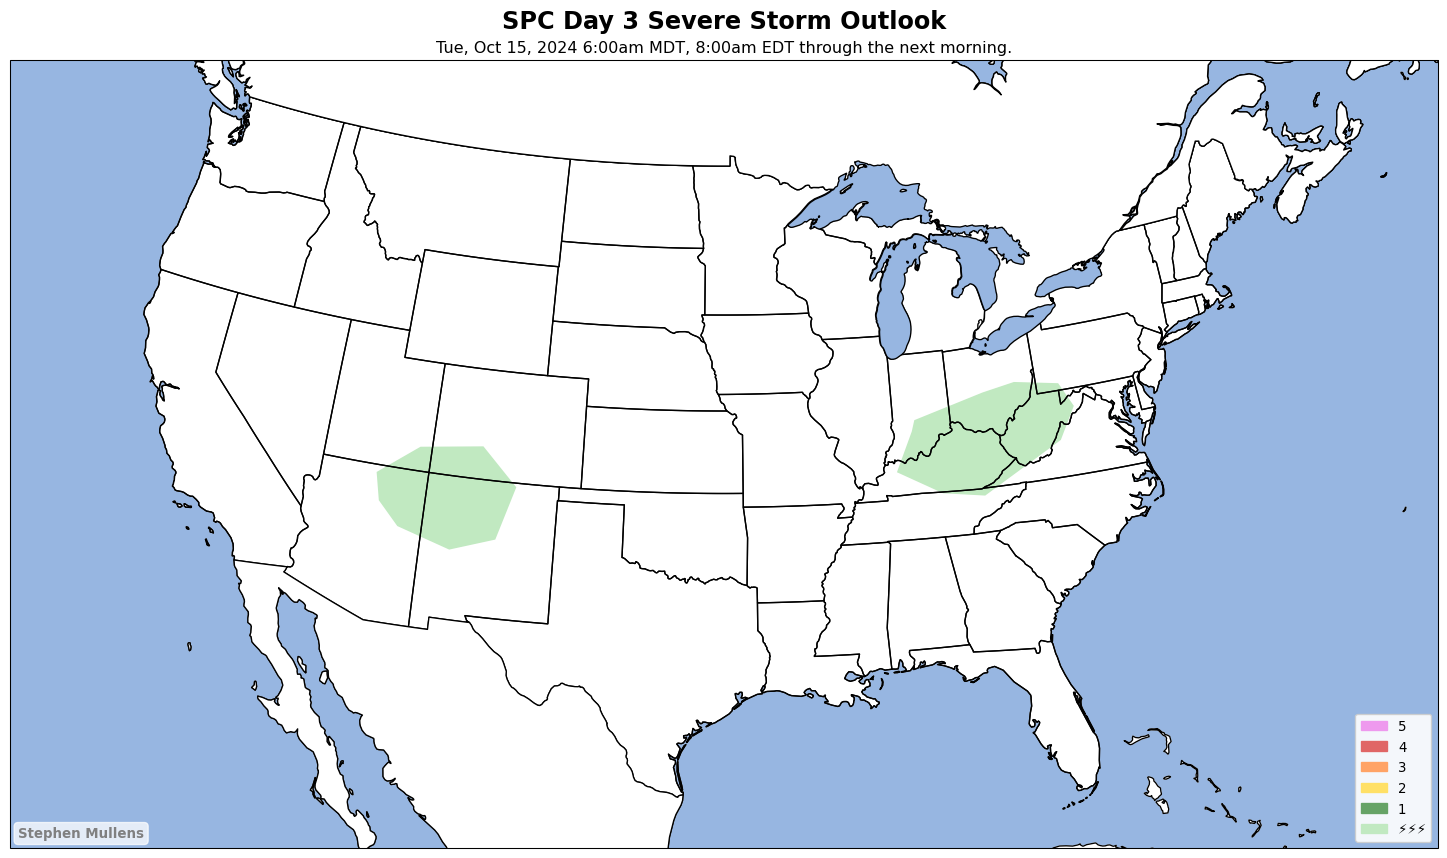 SPC Day 3 Severe Storm Outlook
Tue, Oct 15, 2024 6:00am MDT, 8:00am EDT through the next morning.
5
4
3
2
1
⚡⚡⚡
Stephen Mullens